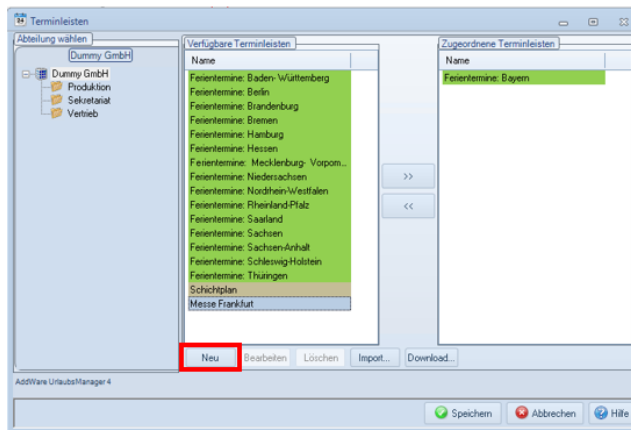 Terminleisten
Abteilung wählen
Dummy GmbH
Dummy GmbH
Produktion
Sekretariat
Vertrieb
Verfügbare Terminleisten
Name
Ferientermine: Baden- Württemberg
Ferientermine: Berlin
Ferientermine: Brandenburg
Ferientermine: Bremen
Ferientermine: Hamburg
Ferientermine: Hessen
Ferientermine: Mecklenburg- Vorpom...
Ferientermine: Niedersachsen
Ferientermine: Nordrhein-Westfalen
Ferientermine: Rheinland-Pfalz
Ferientermine: Saarland
Ferientermine: Sachsen
Ferientermine: Sachsen-Anhalt
Ferientermine: Schleswig-Holstein
Ferientermine: Thüringen
Schichtplan
Messe Frankfurt
>>
<<
Zugeordnene Terminleisten
Name
Ferientermine: Bayern
Neu Bearbeiten Löschen Import... Download...
AddWare UrlaubsManager 4
Speichern Abbrechen Hilfe